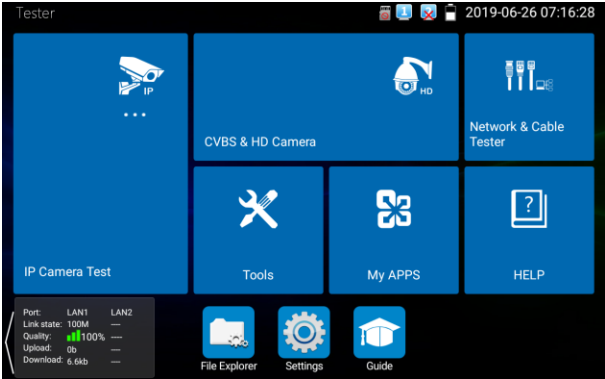 Tester
1
2019-06-26 07:16:28
IP
HD
CVBS & HD Camera
Network & Cable
Tester
IP Camera Test
Tools
My APPS
?
HELP
Port: LAN1 LAN2
Link state: 100M —
Quality: 100% ----
Upload: 0b —
Download: 6.6kb —
File Explorer
Settings
Guide